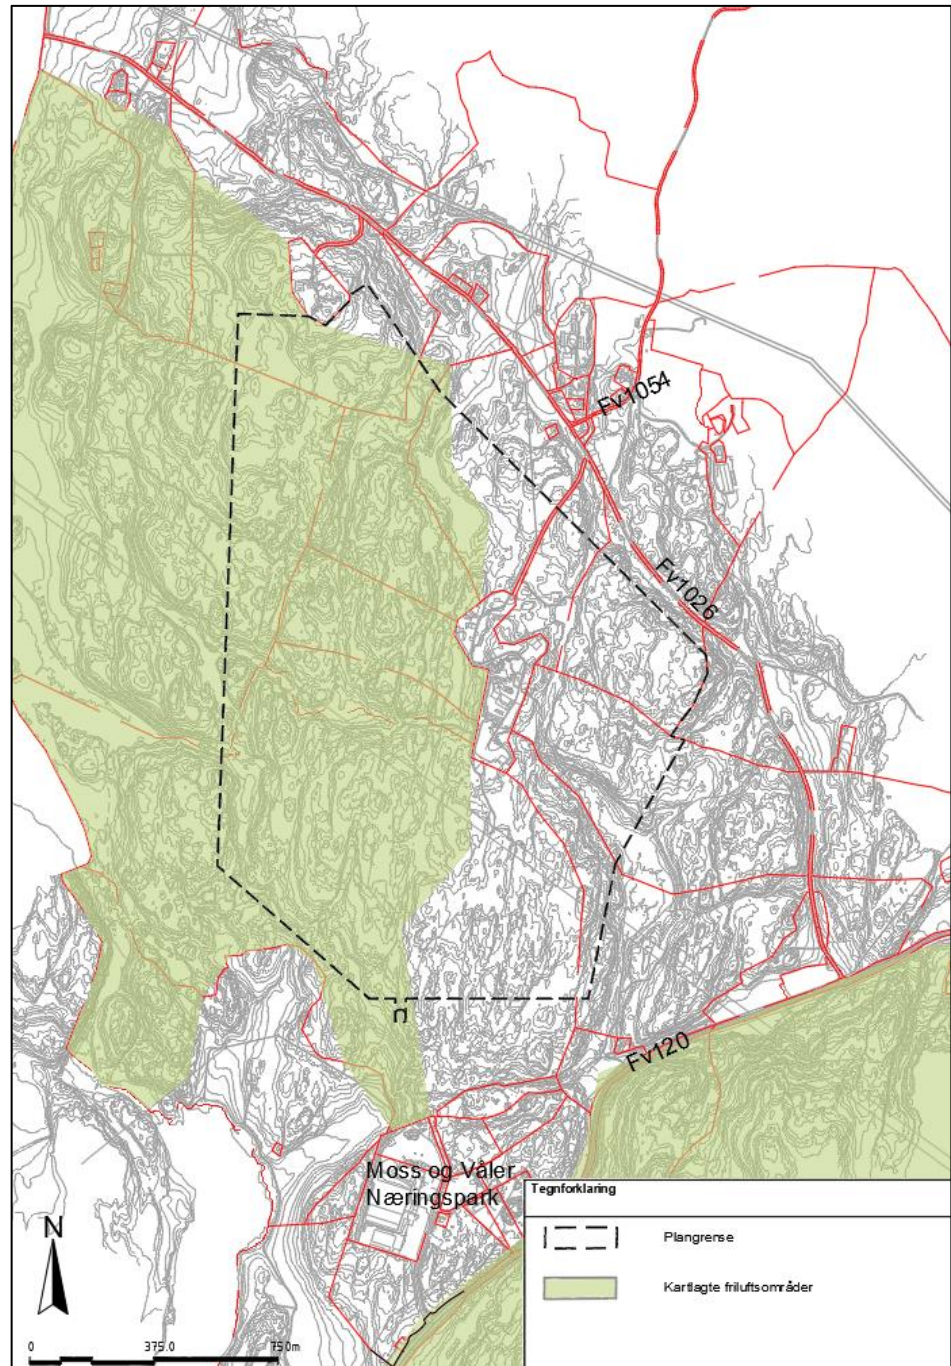 Fv1054
Fv1026
Fv120
Moss og Våler
Næringspark
Tegnforklaring
Plangrense
Kartlagte friluftsområder
N
0 375.0 750m